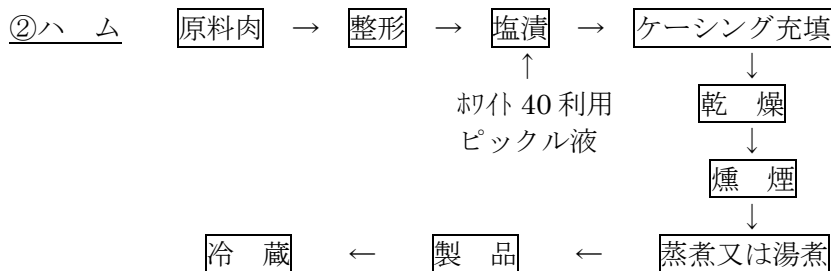 ②ハ　ム　原料肉 → 整形 → 塩漬 → ケーシング充填
↑　↓
ﾎﾜｲﾄ 40 利用　乾　燥
ピックル液　↓
燻　煙
↓
冷　蔵 ← 製　品 ← 蒸煮又は湯煮